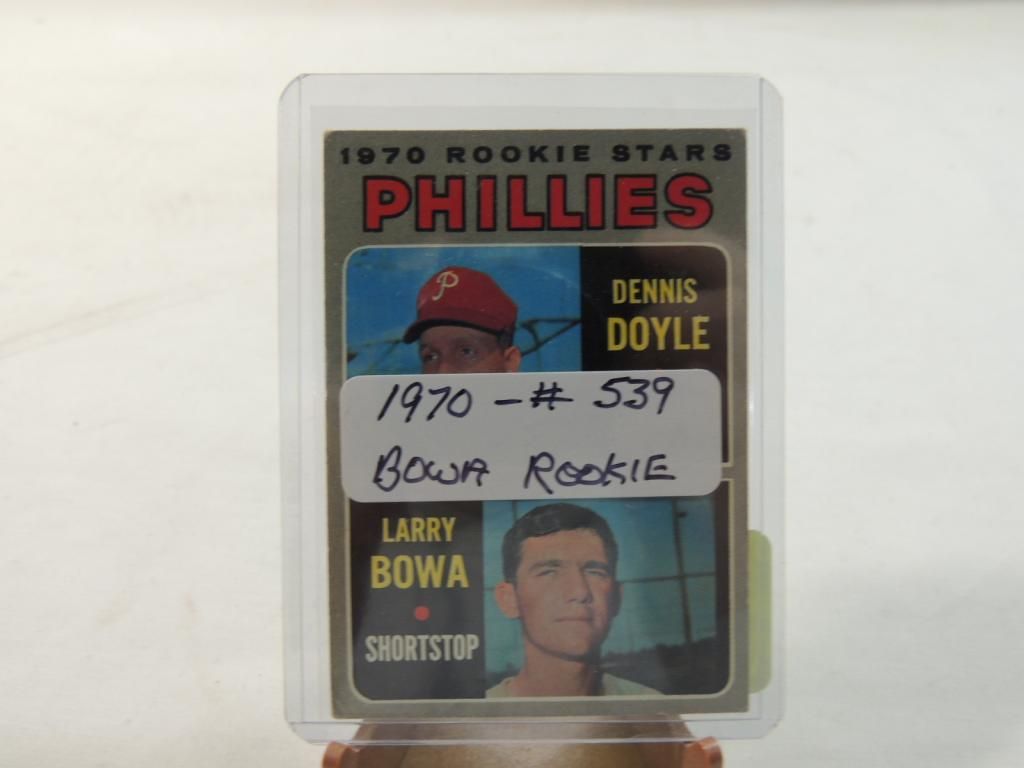 1970 ROOKIE STARS
PHILLIES
P
DENNIS
DOYLE
1970 - # 539
BOWA ROOKIE
LARRY
BOWA
SHORTSTOP